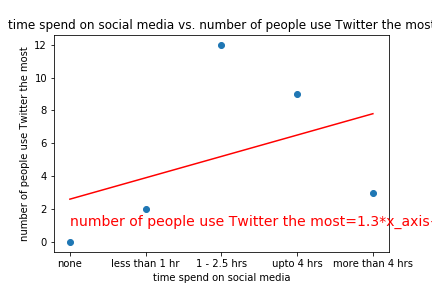 time spend on social media vs. number of people use Twitter the most
number of people use Twitter the most
12
10
8
6
4
2
0
number of people use Twitter the most=1.3*x_axis
none less than 1 hr 1 - 2.5 hrs upto 4 hrs more than 4 hrs
time spend on social media